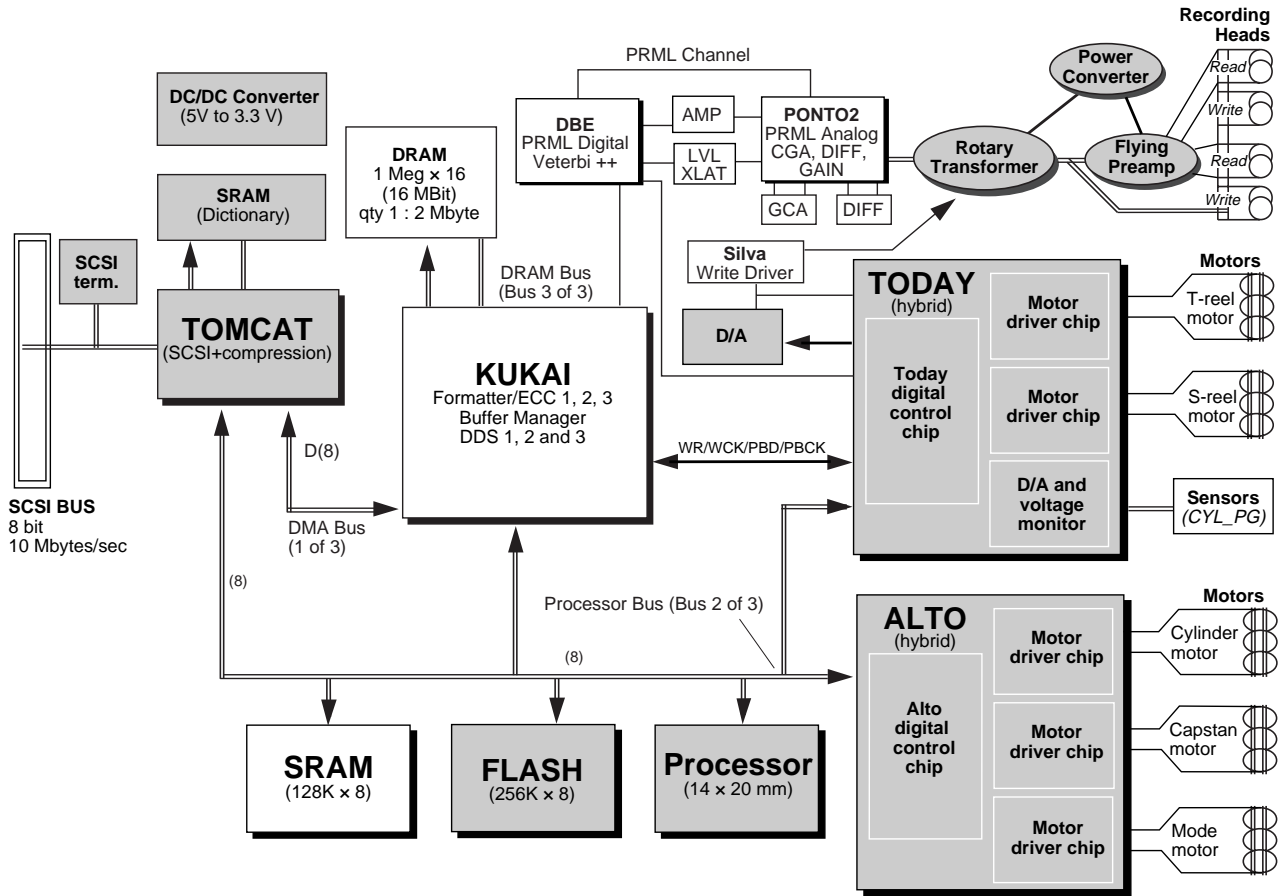 Recording
Heads
Read
Write
Read
Write
Power
Converter
PRML Channel
DC/DC Converter
(5V to 3.3 V)
DBE
PRML Digital
Veterbi ++
AMP
LVL
XLAT
PONTO2
PRML Analog
CGA, DIFF,
GAIN
GCA
DIFF
Rotary
Transformer
Flying
Preamp
DRAM
1 Meg × 16
(16 MBit)
qty 1 : 2 Mbyte
SRAM
(Dictionary)
SCSI
term.
DRAM Bus
(Bus 3 of 3)
Silva
Write Driver
D/A
TOMCAT
(SCSI+compression)
KUKAI
Formatter/ECC 1, 2, 3
Buffer Manager
DDS 1, 2 and 3
TODAY
(hybrid)
Today
digital
control
chip
Motor
driver chip
Motor
driver chip
D/A and
voltage
monitor
Motors
T-reel
motor
S-reel
motor
Sensors
(CYL_PG)
WR/WCK/PBD/PBCK
D(8)
DMA Bus
(1 of 3)
SCSI BUS
8 bit
10 Mbytes/sec
(8)
Processor Bus (Bus 2 of 3)
(8)
SRAM
(128K × 8)
FLASH
(256K × 8)
Processor
(14 × 20 mm)
ALTO
(hybrid)
Alto
digital
control
chip
Motor
driver chip
Motor
driver chip
Motor
driver chip
Motors
Cylinder
motor
Capstan
motor
Mode
motor